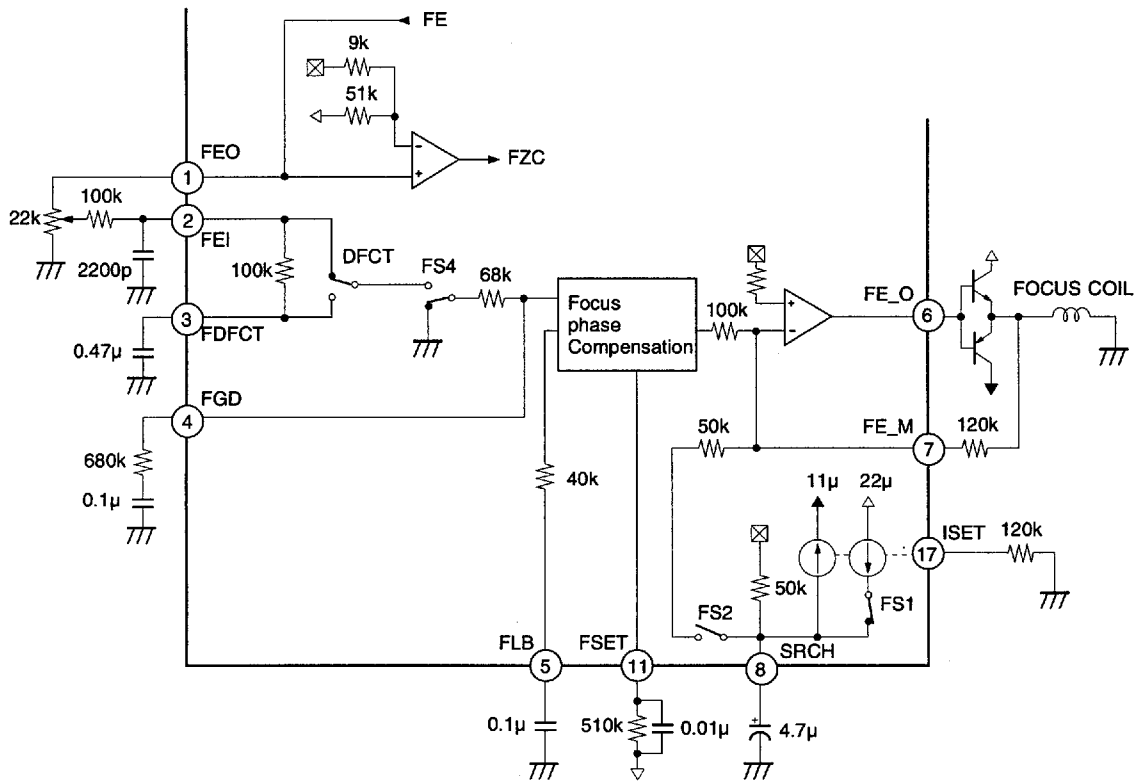 FE
9k
51k
FEO
FZC
1
100k
22k
2
FEI
2200p
100k
DFCT
FS4
68k
3
FDFCT
0.47µ
Focus
phase
Compensation
100k
FE_O
6
FOCUS COIL
FGD
4
680k
0.1µ
50k
FE_M
7
120k
40k
11µ
22µ
ISET
17
120k
50k
FS2
FS1
FLB
5
FSET
11
SRCH
8
0.1µ
510k
0.01µ
4.7µ
+
-
+
+
-
+